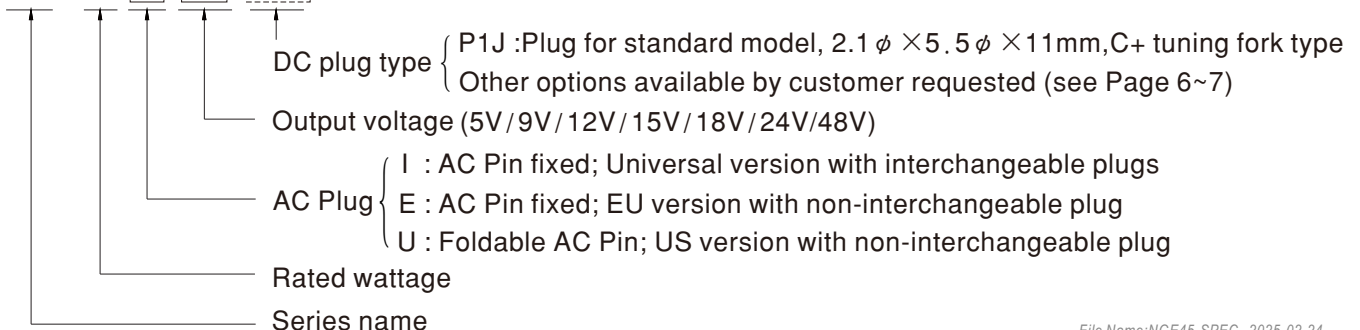 P1J :Plug for standard model, 2.1φ×5.5φ×11mm,C+ tuning fork type
DC plug type
Other options available by customer requested (see Page 6~7)
Output voltage (5V/9V/12V/15V/18V/24V/48V)
I : AC Pin fixed; Universal version with interchangeable plugs
AC Plug
E : AC Pin fixed; EU version with non-interchangeable plug
U : Foldable AC Pin; US version with non-interchangeable plug
Rated wattage
Series name
File Name:NGE45-SPEC 2025-02-24